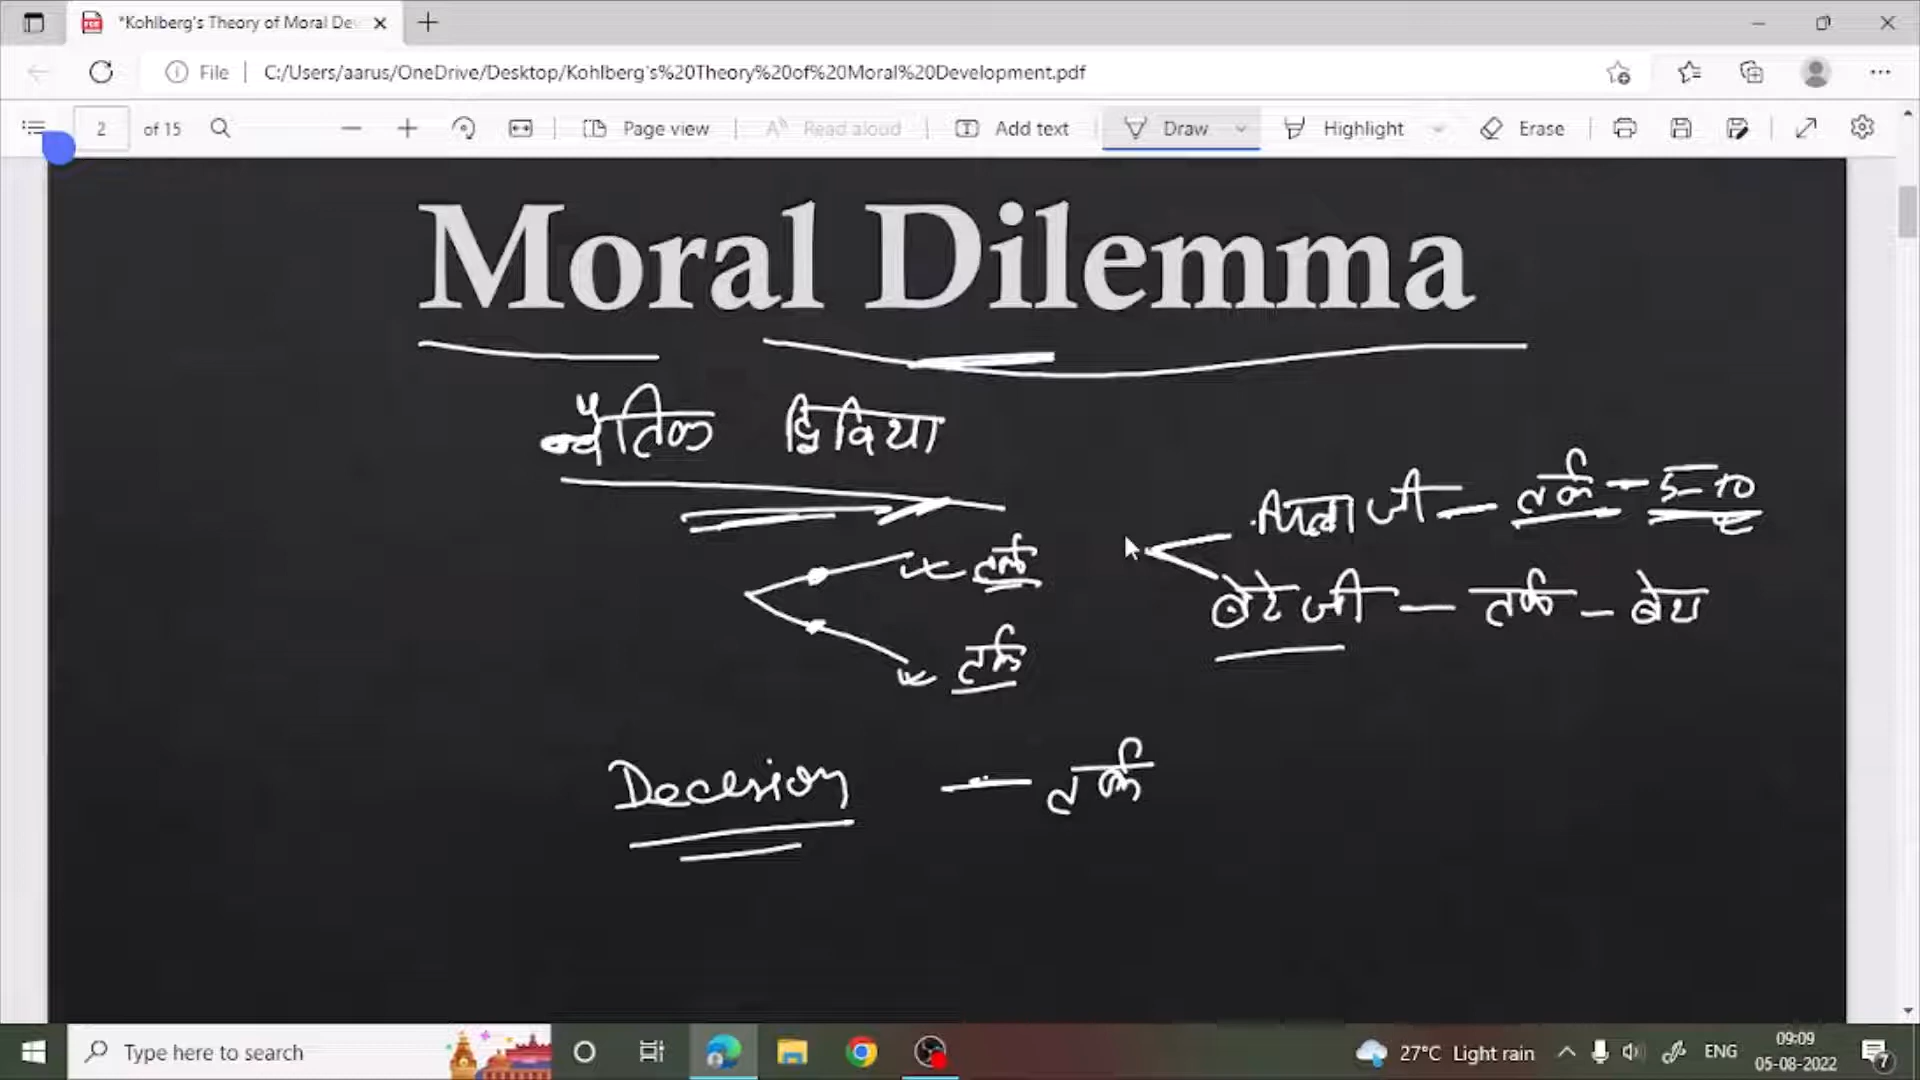 *Kohlberg's Theory of Moral De
File C:/Users/aarus/OneDrive/Desktop/Kohlberg's%20Theory%20of%20Moral%20Development.pdf
2 of 15 Page view Read aloud Add text Draw Highlight Erase
Moral Dilemma
नैतिक द्विविधा
पिता जी - तर्क - 5-10
तर्क
बेटे जी - तर्क -
तर्क
Decesion - तर्क
Type here to search
27°C Light rain
ENG
09:09
05-08-2022
7